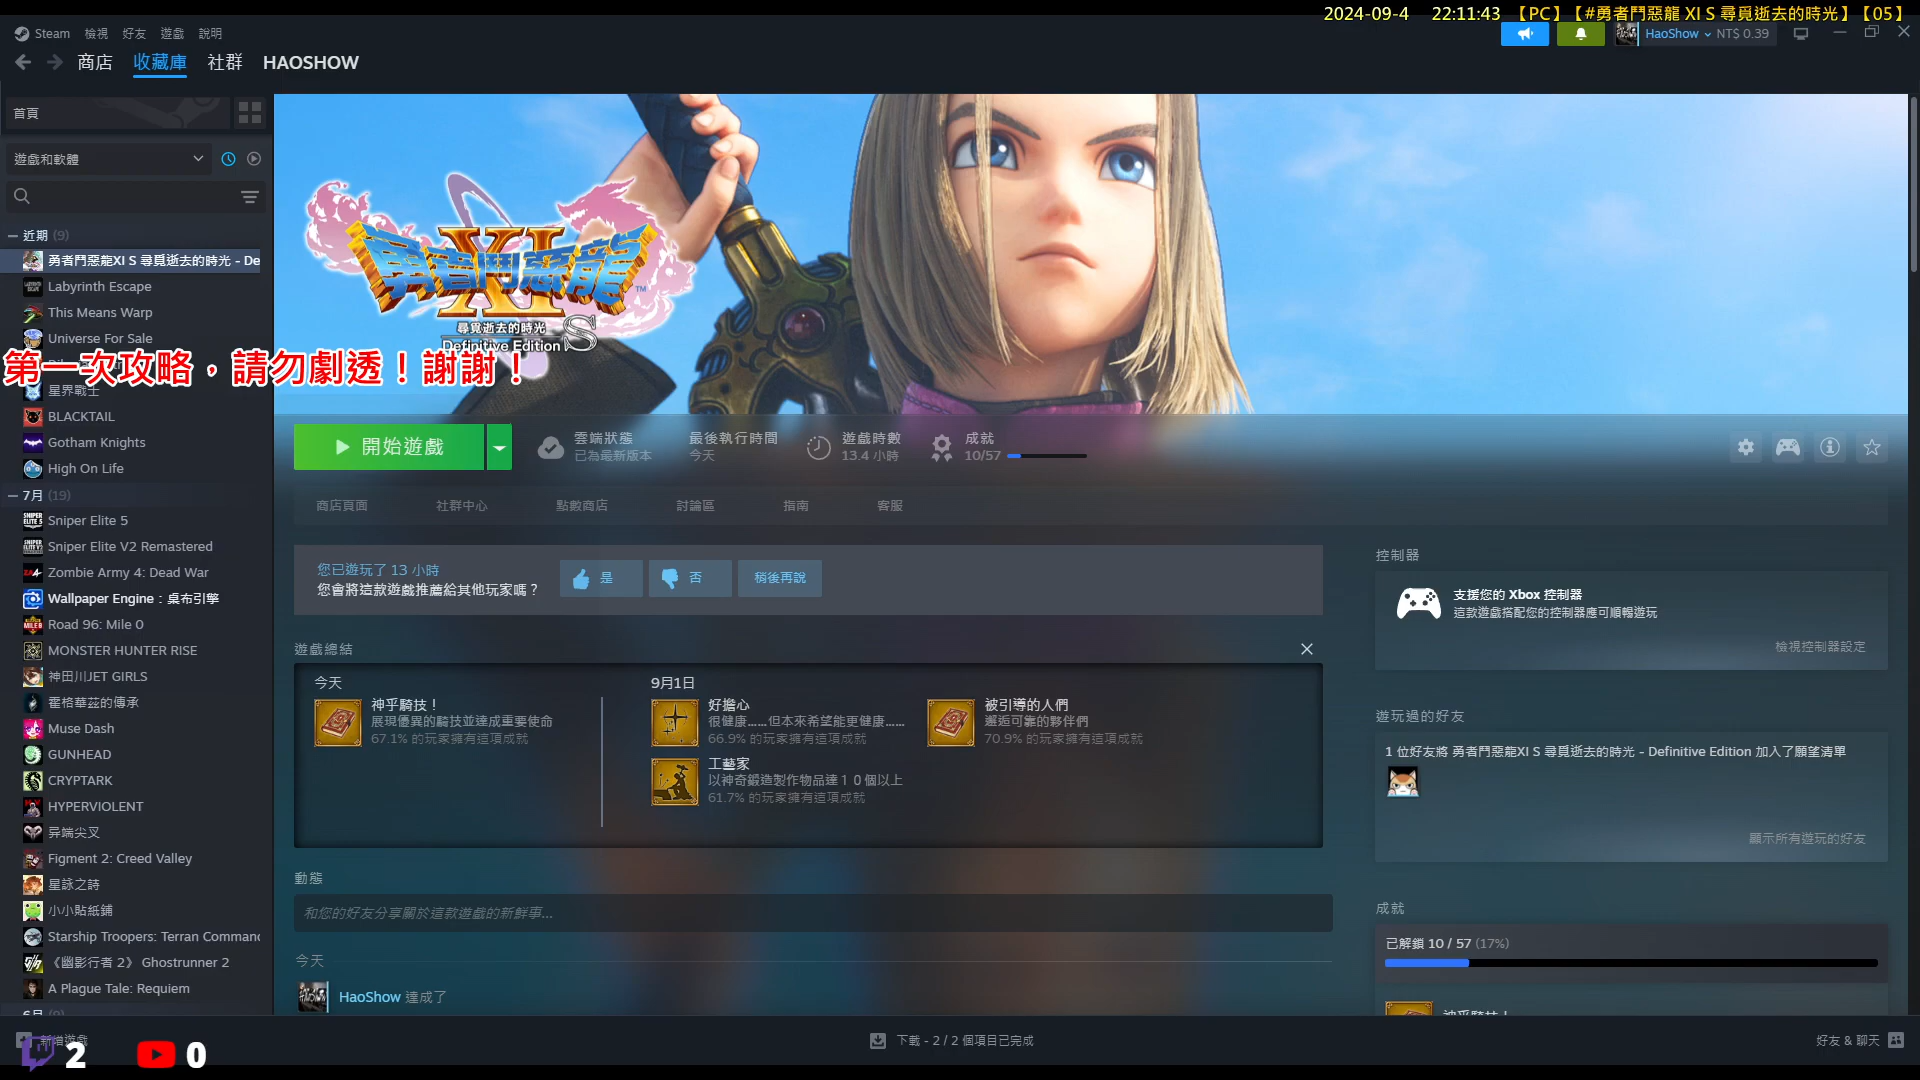 2024-09-4 22:11:43 【PC】【#勇者鬥惡龍 XI S 尋覓逝去的時光】【05】
Steam 檢視 好友 遊戲 說明
HaoShow NT$ 0.39
商店 收藏庫 社群 HAOSHOW
首頁
遊戲和軟體
近期 (9)
勇者鬥惡龍XI S 尋覓逝去的時光 - De
Labyrinth Escape
This Means Warp
Universe For Sale
第一次攻略，請勿劇透！謝謝！
星界戰士
BLACKTAIL
Gotham Knights
High On Life
7月 (19)
Sniper Elite 5
Sniper Elite V2 Remastered
Zombie Army 4: Dead War
Wallpaper Engine：桌布引擎
Road 96: Mile 0
MONSTER HUNTER RISE
神田川JET GIRLS
霍格華茲的傳承
Muse Dash
GUNHEAD
CRYPTARK
HYPERVIOLENT
异端尖叉
Figment 2: Creed Valley
星詠之詩
小小貼紙鋪
Starship Troopers: Terran Command
《幽影行者 2》 Ghostrunner 2
A Plague Tale: Requiem
6月 (9)
新增遊戲
2 0
勇者鬥惡龍
XI
TM
尋覓逝去的時光
S
Definitive Edition
開始遊戲
雲端狀態
已為最新版本
最後執行時間
今天
遊戲時數
13.4 小時
成就
10/57
商店頁面 社群中心 點數商店 討論區 指南 客服
您已遊玩了 13 小時
您會將這款遊戲推薦給其他玩家嗎？
是 否 稍後再說
遊戲總結
今天
神乎騎技！
展現優異的騎技並達成重要使命
67.1% 的玩家擁有這項成就
9月1日
好擔心
很健康……但本來希望能更健康……
66.9% 的玩家擁有這項成就
被引導的人們
邂逅可靠的夥伴們
70.9% 的玩家擁有這項成就
工藝家
以神奇鍛造製作物品達１０個以上
61.7% 的玩家擁有這項成就
動態
和您的好友分享關於這款遊戲的新鮮事...
今天
HaoShow 達成了
控制器
支援您的 Xbox 控制器
這款遊戲搭配您的控制器應可順暢遊玩
檢視控制器設定
遊玩過的好友
1 位好友將 勇者鬥惡龍XI S 尋覓逝去的時光 - Definitive Edition 加入了願望清單
顯示所有遊玩的好友
成就
已解鎖 10 / 57 (17%)
神乎騎技！
下載 - 2 / 2 個項目已完成
好友 & 聊天